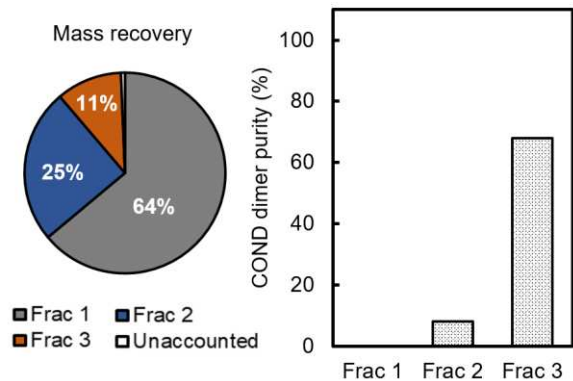 Mass recovery
11%
25%
64%
Frac 1
Frac 2
Frac 3
Unaccounted
COND dimer purity (%)
100
80
60
40
20
0
Frac 1
Frac 2
Frac 3